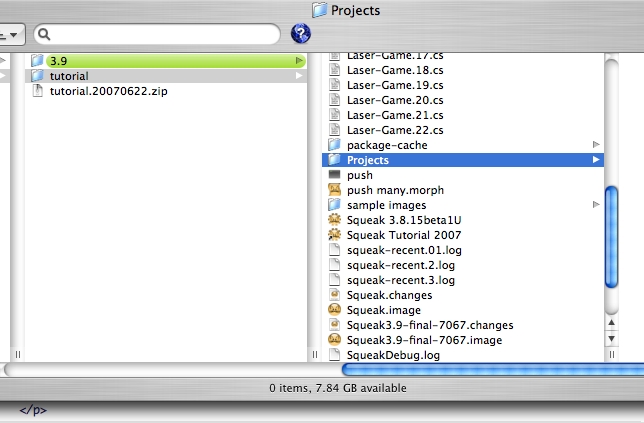 Projects
3.9
tutorial
tutorial.20070622.zip
Laser-Game.17.cs
Laser-Game.18.cs
Laser-Game.19.cs
Laser-Game.20.cs
Laser-Game.21.cs
Laser-Game.22.cs
package-cache
Projects
push
push many.morph
sample images
Squeak 3.8.15beta1U
Squeak Tutorial 2007
squeak-recent.01.log
squeak-recent.2.log
squeak-recent.3.log
Squeak.changes
Squeak.image
Squeak3.9-final-7067.changes
Squeak3.9-final-7067.image
SqueakDebug.log
0 items, 7.84 GB available
</p>